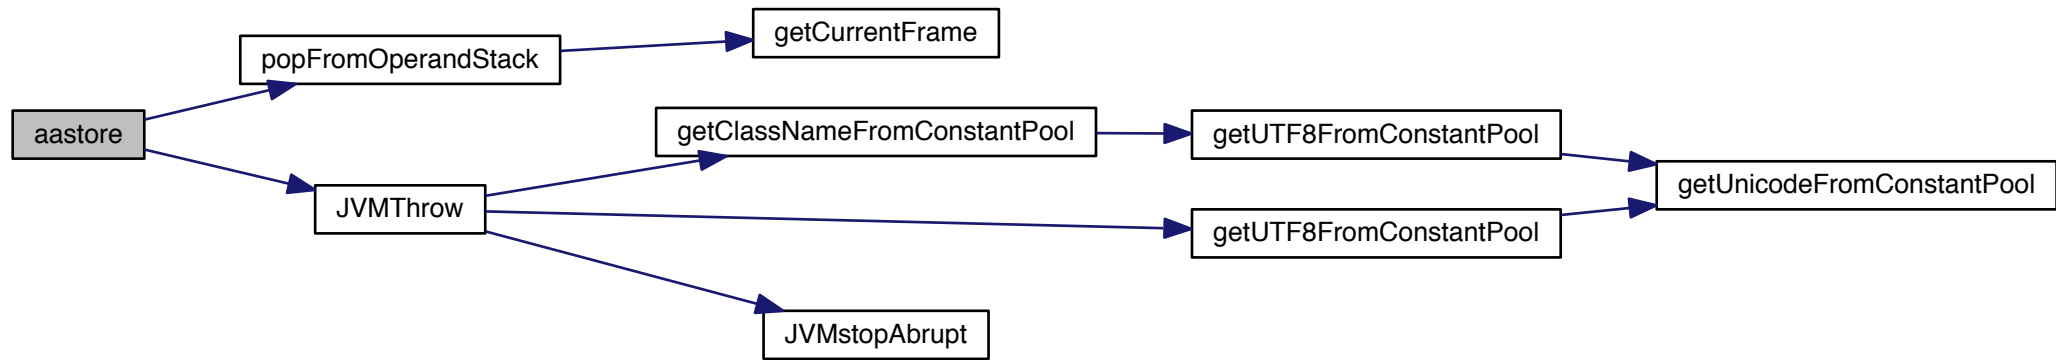 getCurrentFrame
popFromOperandStack
aastore
getClassNameFromConstantPool
getUTF8FromConstantPool
getUnicodeFromConstantPool
JVMThrow
getUTF8FromConstantPool
JVMstopAbrupt